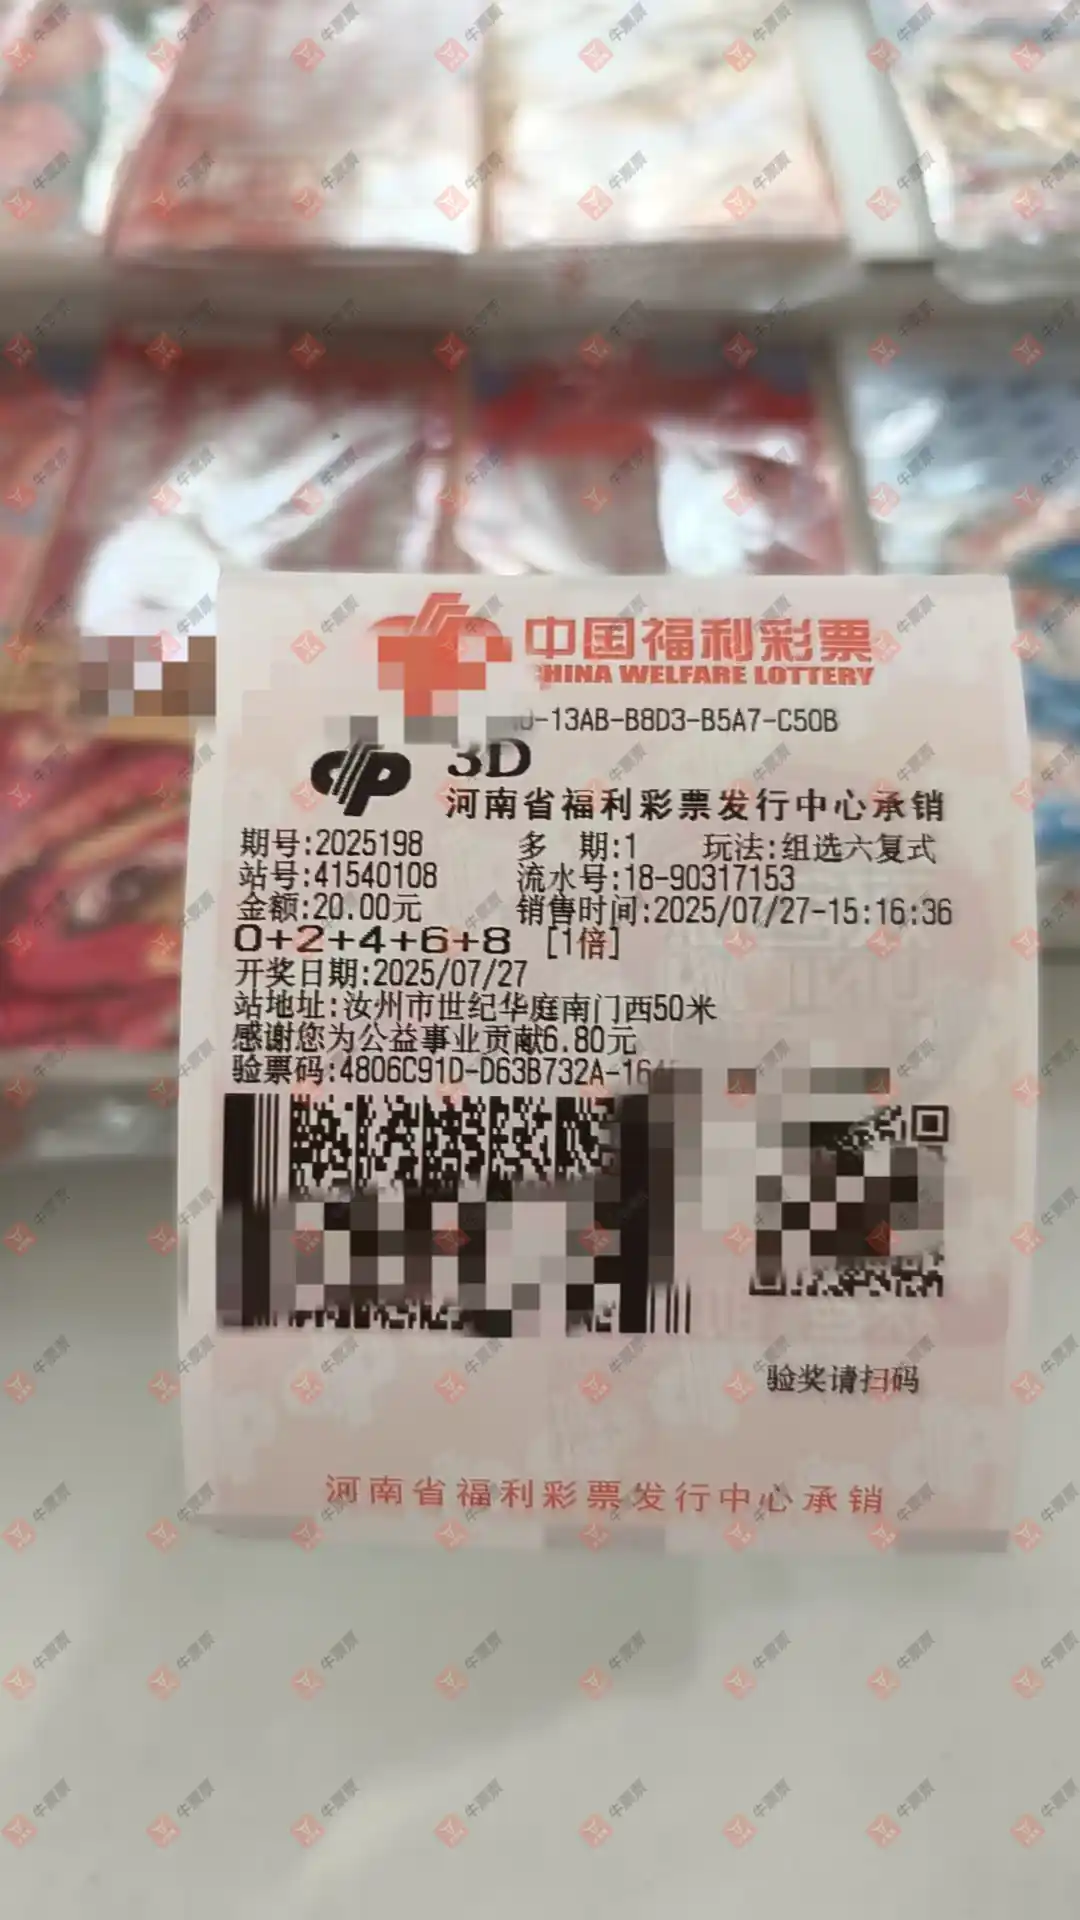 中国福利彩票
CHINA WELFARE LOTTERY
-13AB-B8D3-B5A7-C50B
3D
河南省福利彩票发行中心承销
期号:2025198 多 期:1 玩法:组选六复式
站号:41540108 流水号:18-90317153
金额:20.00元 销售时间:2025/07/27-15:16:36
0+2+4+6+8 [1倍]
开奖日期:2025/07/27
站地址:汝州市世纪华庭南门西50米
感谢您为公益事业贡献6.80元
验票码:4806C91D-D63B732A-16
验奖请扫码
河南省福利彩票发行中心承销
牛票票